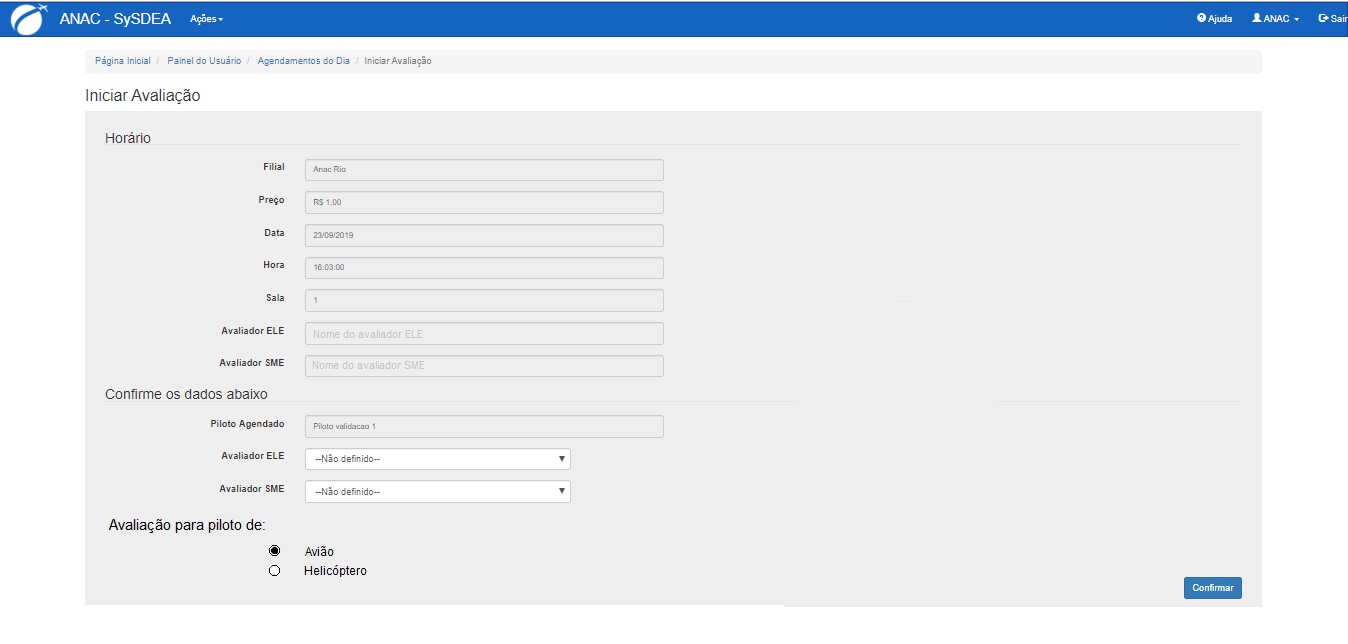 ANAC - SySDEA Ações Ajuda ANAC Sair
Página Inicial / Painel do Usuário / Agendamentos do Dia / Iniciar Avaliação
Iniciar Avaliação
Horário
Filial Anac Rio
Preço R$ 1,00
Data 23/09/2019
Hora 16:03:00
Sala 1
Avaliador ELE Nome do avaliador ELE
Avaliador SME Nome do avaliador SME
Confirme os dados abaixo
Piloto Agendado Piloto validacao 1
Avaliador ELE --Não definido--
Avaliador SME --Não definido--
Avaliação para piloto de:
Avião
Helicóptero
Confirmar